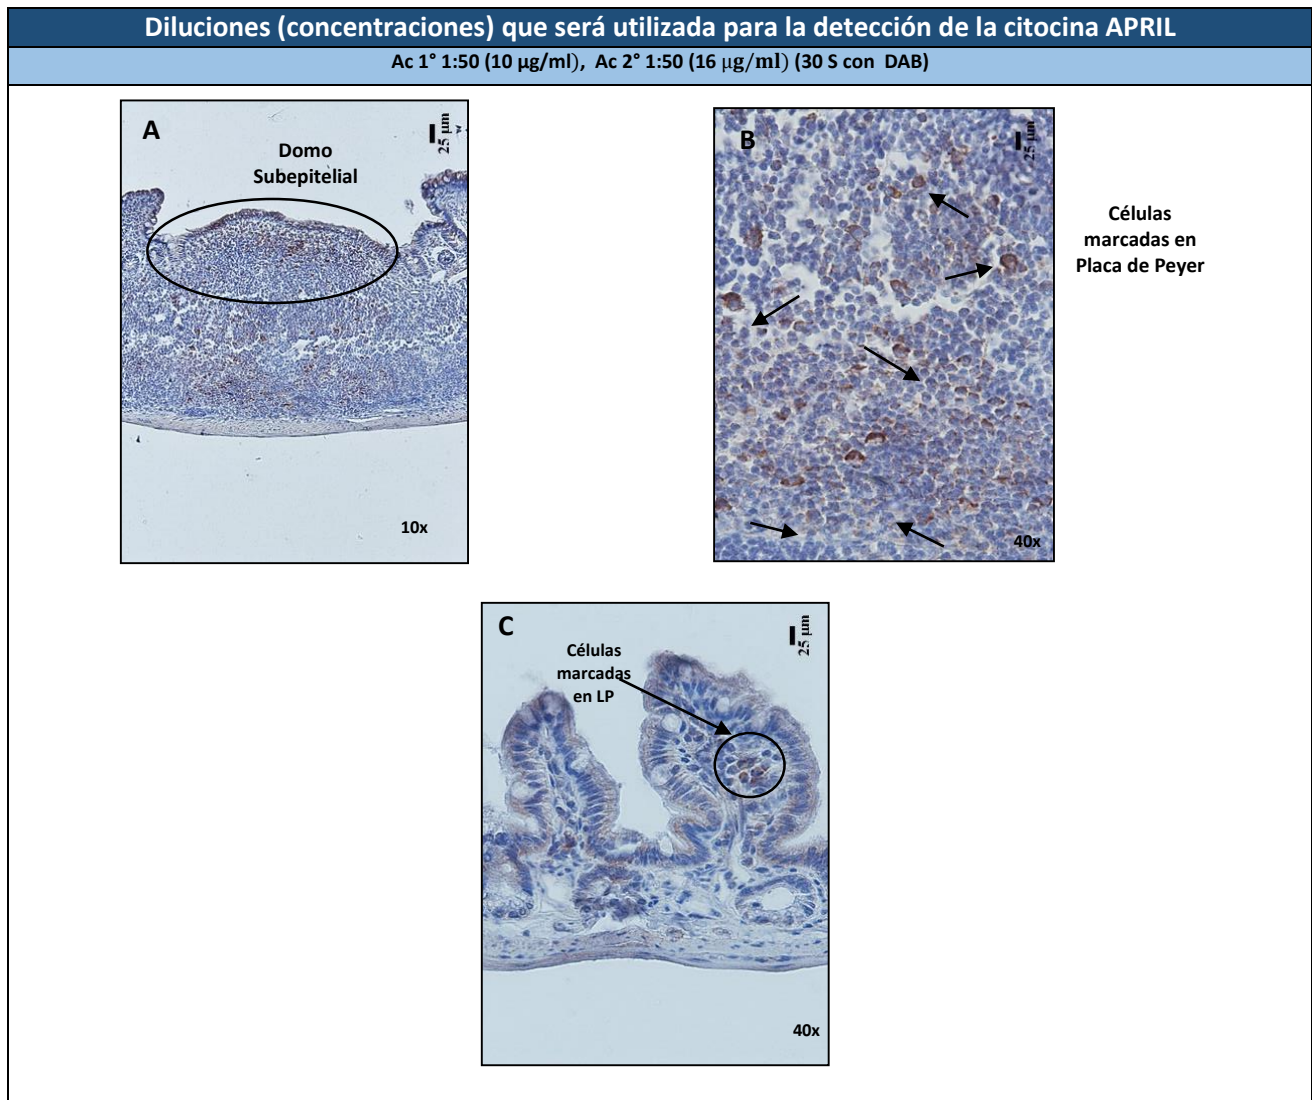 Diluciones (concentraciones) que será utilizada para la detección de la citocina APRIL
Ac 1° 1:50 (10 µg/ml), Ac 2° 1:50 (16 µg/ml) (30 S con DAB)
A
Domo
Subepitelial
25 µm
10x
B
25 µm
40x
Células
marcadas en
Placa de Peyer
C
Células
marcadas
en LP
25 µm
40x